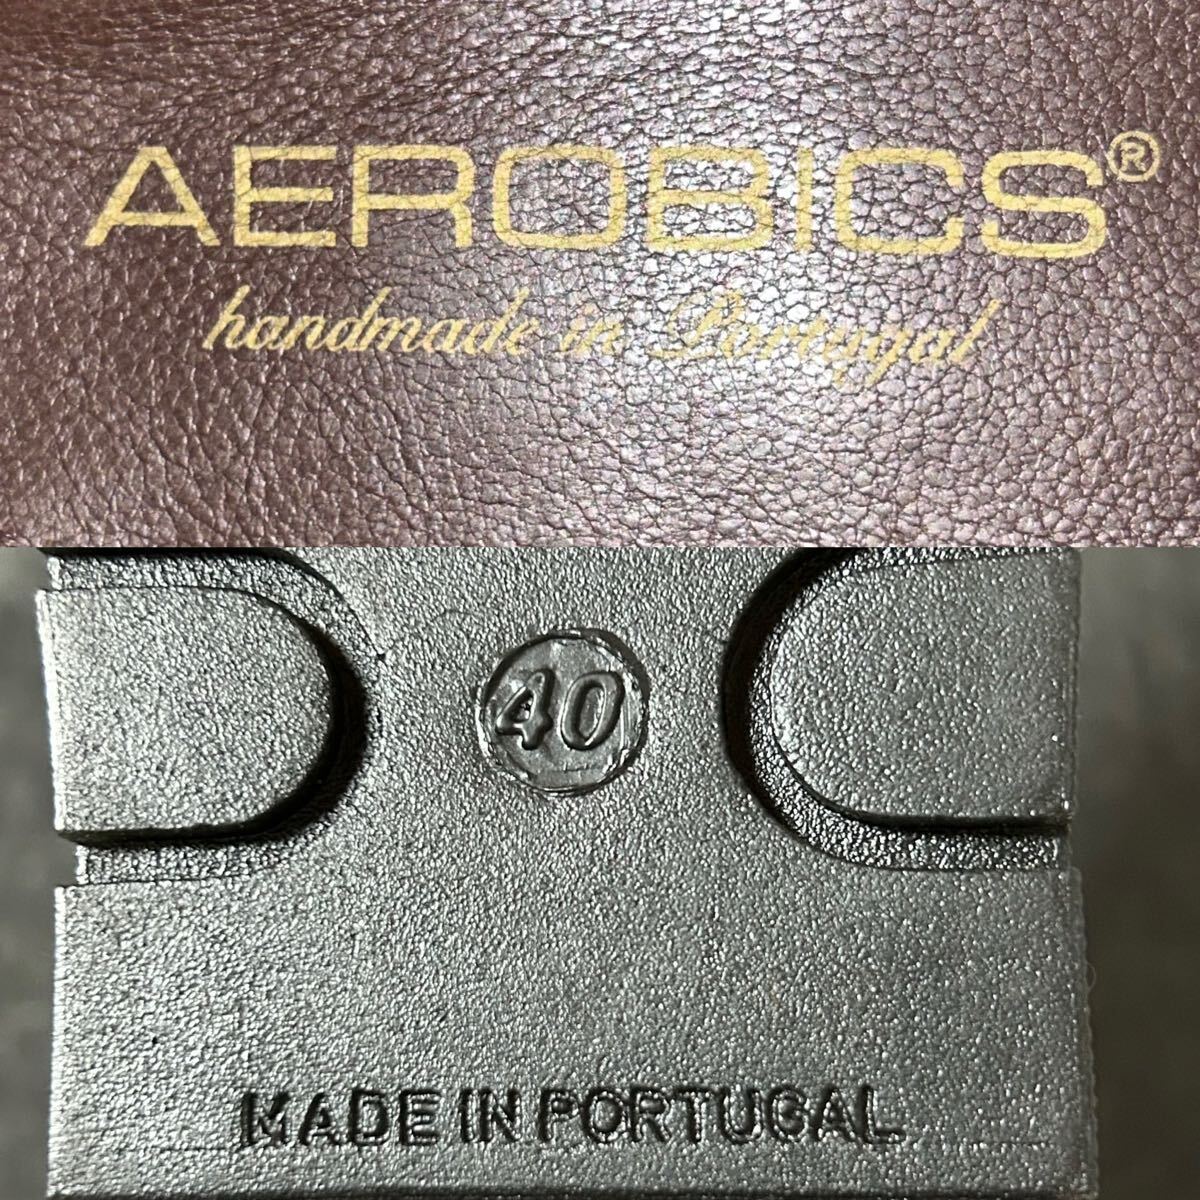 AEROBICS®
handmade in Portugal
40
MADE IN PORTUGAL